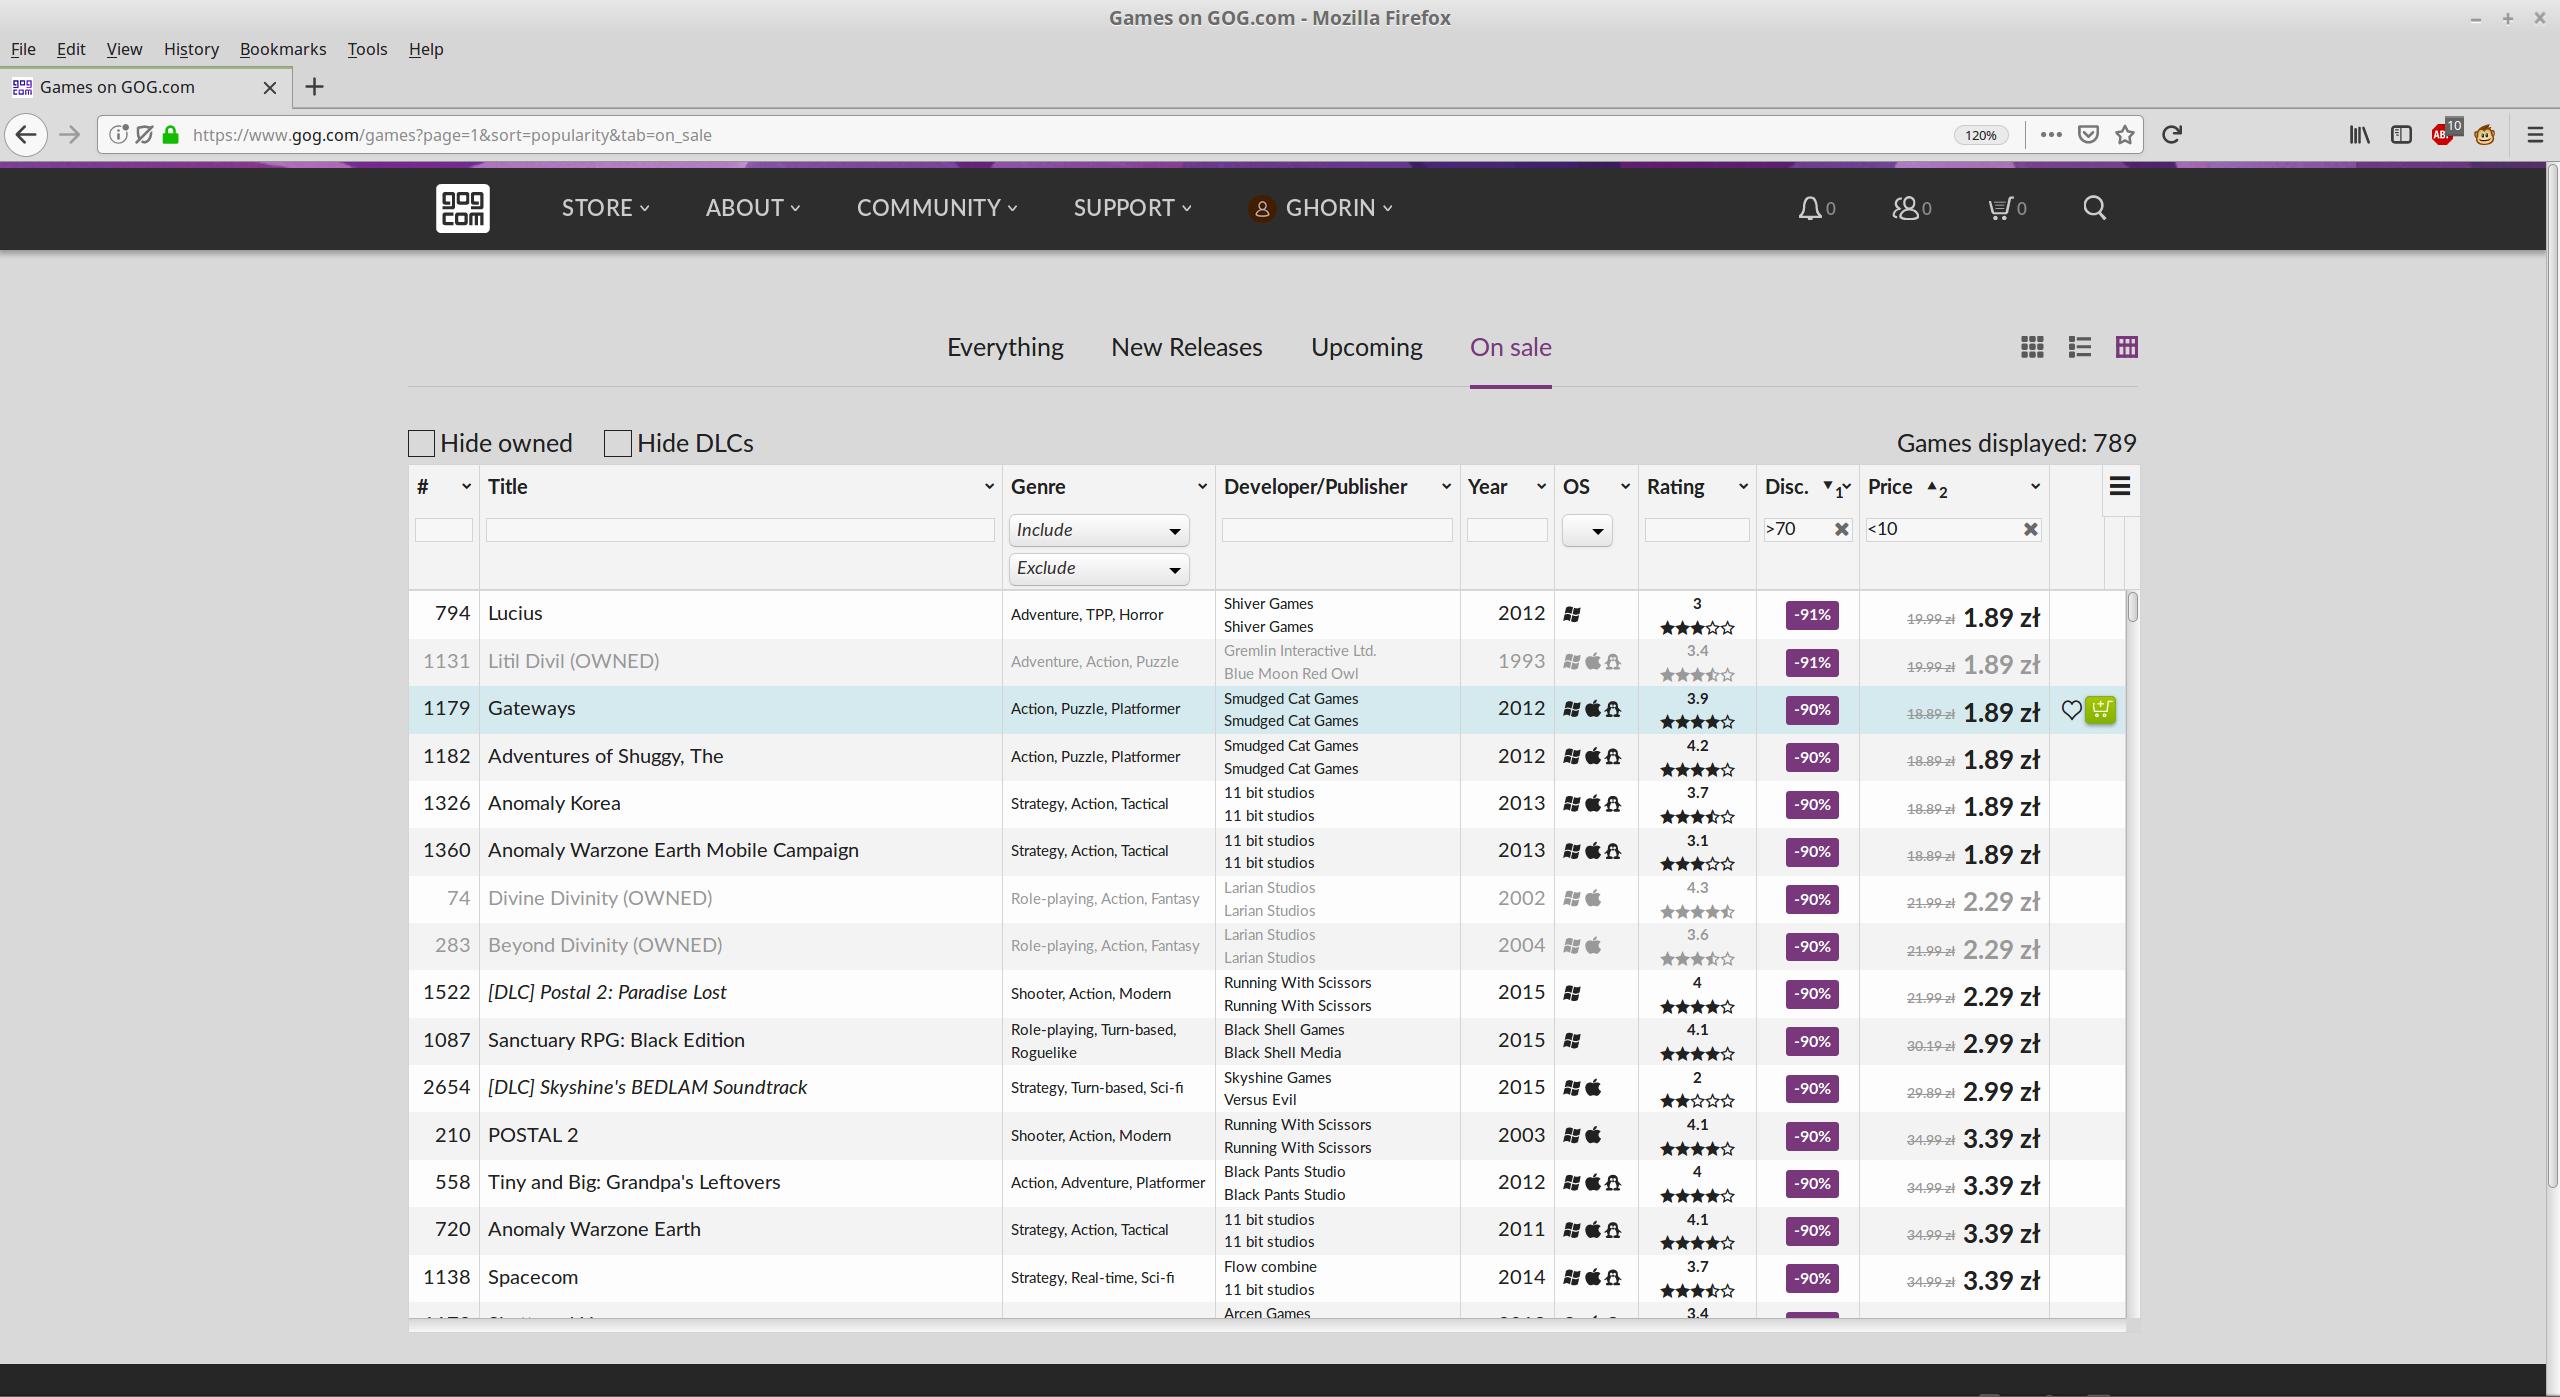 Games on GOG.com - Mozilla Firefox
File Edit View History Bookmarks Tools Help
Games on GOG.com
https://www.gog.com/games?page=1&sort=popularity&tab=on_sale 120% ABP 10
gog com STORE ABOUT COMMUNITY SUPPORT GHORIN 0 0 0
Everything New Releases Upcoming On sale
Hide owned Hide DLCs Games displayed: 789
# Title Genre Developer/Publisher Year OS Rating Disc. 1 Price 2
Include >70 <10
Exclude
794 Lucius Adventure, TPP, Horror Shiver Games Shiver Games 2012 3 -91% 19.99 zł 1.89 zł
1131 Litil Divil (OWNED) Adventure, Action, Puzzle Gremlin Interactive Ltd. Blue Moon Red Owl 1993 3.4 -91% 19.99 zł 1.89 zł
1179 Gateways Action, Puzzle, Platformer Smudged Cat Games Smudged Cat Games 2012 3.9 -90% 18.89 zł 1.89 zł
1182 Adventures of Shuggy, The Action, Puzzle, Platformer Smudged Cat Games Smudged Cat Games 2012 4.2 -90% 18.89 zł 1.89 zł
1326 Anomaly Korea Strategy, Action, Tactical 11 bit studios 11 bit studios 2013 3.7 -90% 18.89 zł 1.89 zł
1360 Anomaly Warzone Earth Mobile Campaign Strategy, Action, Tactical 11 bit studios 11 bit studios 2013 3.1 -90% 18.89 zł 1.89 zł
74 Divine Divinity (OWNED) Role-playing, Action, Fantasy Larian Studios Larian Studios 2002 4.3 -90% 21.99 zł 2.29 zł
283 Beyond Divinity (OWNED) Role-playing, Action, Fantasy Larian Studios Larian Studios 2004 3.6 -90% 21.99 zł 2.29 zł
1522 [DLC] Postal 2: Paradise Lost Shooter, Action, Modern Running With Scissors Running With Scissors 2015 4 -90% 21.99 zł 2.29 zł
1087 Sanctuary RPG: Black Edition Role-playing, Turn-based, Roguelike Black Shell Games Black Shell Media 2015 4.1 -90% 30.19 zł 2.99 zł
2654 [DLC] Skyshine's BEDLAM Soundtrack Strategy, Turn-based, Sci-fi Skyshine Games Versus Evil 2015 2 -90% 29.89 zł 2.99 zł
210 POSTAL 2 Shooter, Action, Modern Running With Scissors Running With Scissors 2003 4.1 -90% 34.99 zł 3.39 zł
558 Tiny and Big: Grandpa's Leftovers Action, Adventure, Platformer Black Pants Studio Black Pants Studio 2012 4 -90% 34.99 zł 3.39 zł
720 Anomaly Warzone Earth Strategy, Action, Tactical 11 bit studios 11 bit studios 2011 4.1 -90% 34.99 zł 3.39 zł
1138 Spacecom Strategy, Real-time, Sci-fi Flow combine 11 bit studios 2014 3.7 -90% 34.99 zł 3.39 zł
Arcen Games 3.4